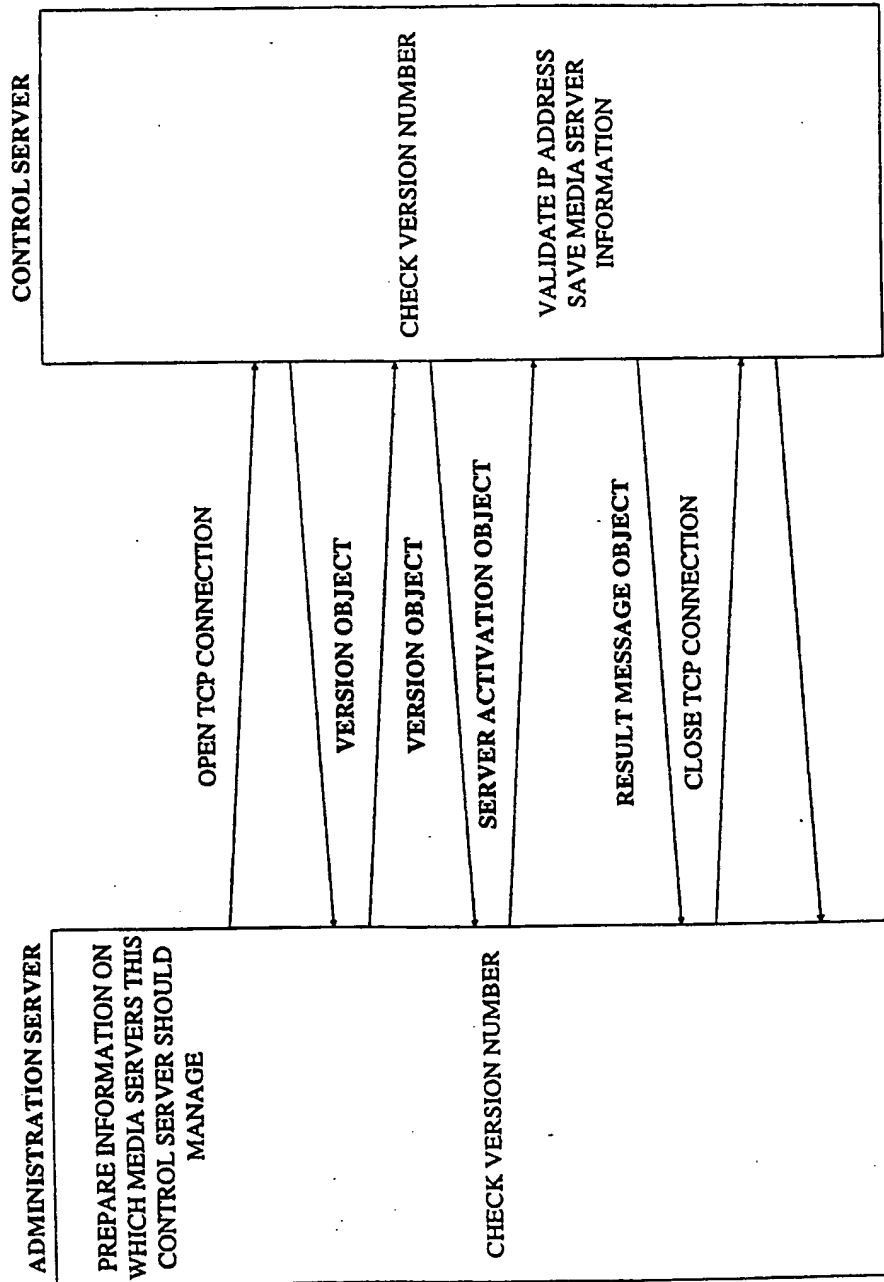 ADMINISTRATION SERVER
PREPARE INFORMATION ON
WHICH MEDIA SERVERS THIS
CONTROL SERVER SHOULD
MANAGE
CHECK VERSION NUMBER
OPEN TCP CONNECTION
VERSION OBJECT
VERSION OBJECT
SERVER ACTIVATION OBJECT
RESULT MESSAGE OBJECT
CLOSE TCP CONNECTION
CONTROL SERVER
CHECK VERSION NUMBER
VALIDATE IP ADDRESS
SAVE MEDIA SERVER
INFORMATION